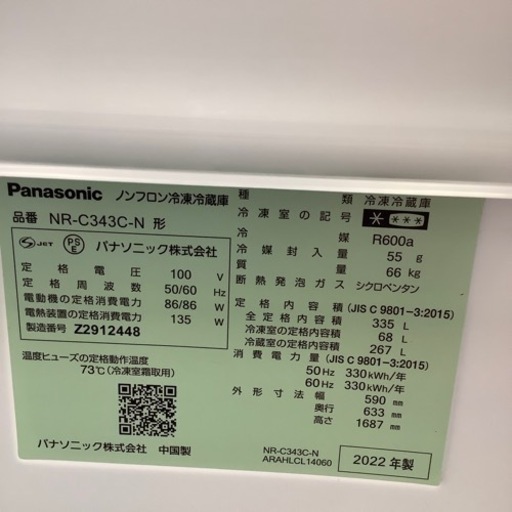 Panasonic ノンフロン冷凍冷蔵庫
品番 NR-C343C-N 形
JET PSE パナソニック株式会社
定格電圧 100 V
定格周波数 50/60 Hz
電動機の定格消費電力 86/86 W
電熱装置の定格消費電力 135 W
製造番号 Z2912448
温度ヒューズの定格動作温度
73℃(冷凍室霜取用)
パナソニック株式会社 中国製
種類 冷凍冷蔵庫
冷凍室の記号 * ***
冷媒 R600a
冷媒封入量 55 g
質量 66 kg
断熱発泡ガス シクロペンタン
定格内容積 (JIS C 9801-3:2015)
全定格内容積 335 L
冷凍室の定格内容積 68 L
冷蔵室の定格内容積 267 L
消費電力量 (JIS C 9801-3:2015)
50Hz 330kWh/年
60Hz 330kWh/年
外形寸法 幅 590 mm
奥行 633 mm
高さ 1687 mm
NR-C343C-N
ARAHLCL14060
2022年製